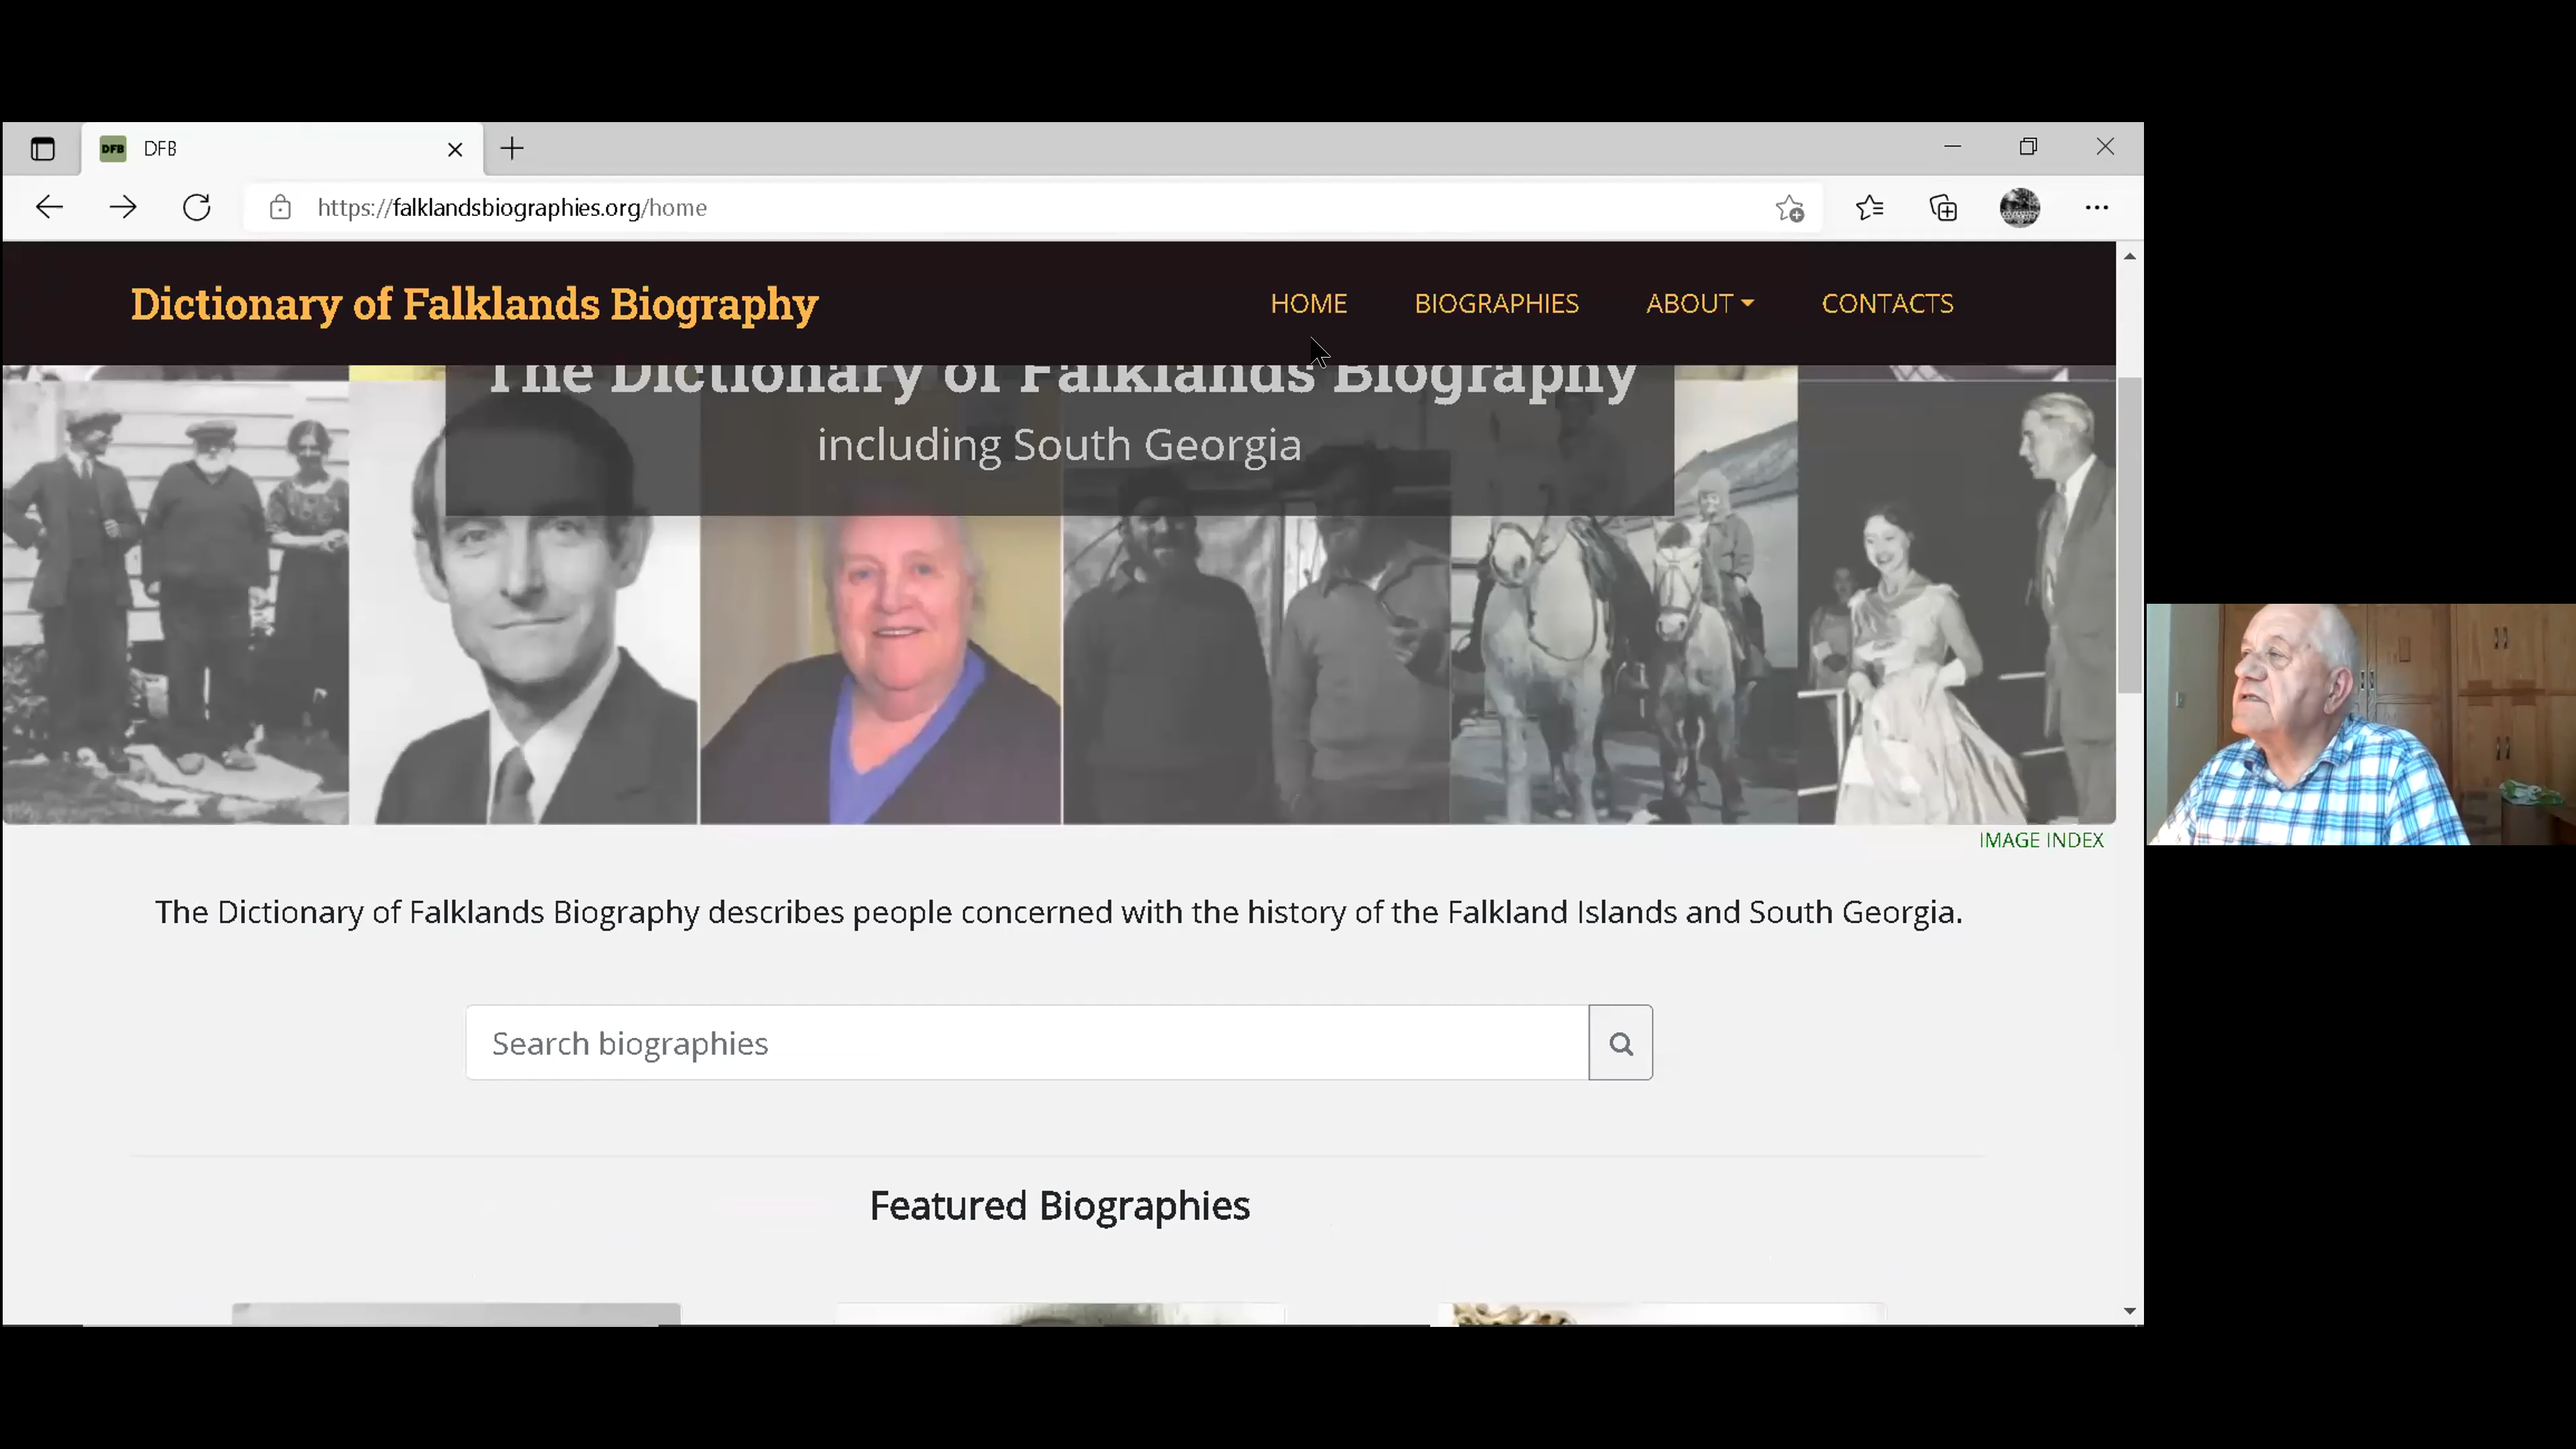 DFB DFB
https://falklandsbiographies.org/home
Dictionary of Falklands Biography
HOME BIOGRAPHIES ABOUT CONTACTS
The Dictionary of Falklands Biography
including South Georgia
IMAGE INDEX
The Dictionary of Falklands Biography describes people concerned with the history of the Falkland Islands and South Georgia.
Search biographies
Featured Biographies